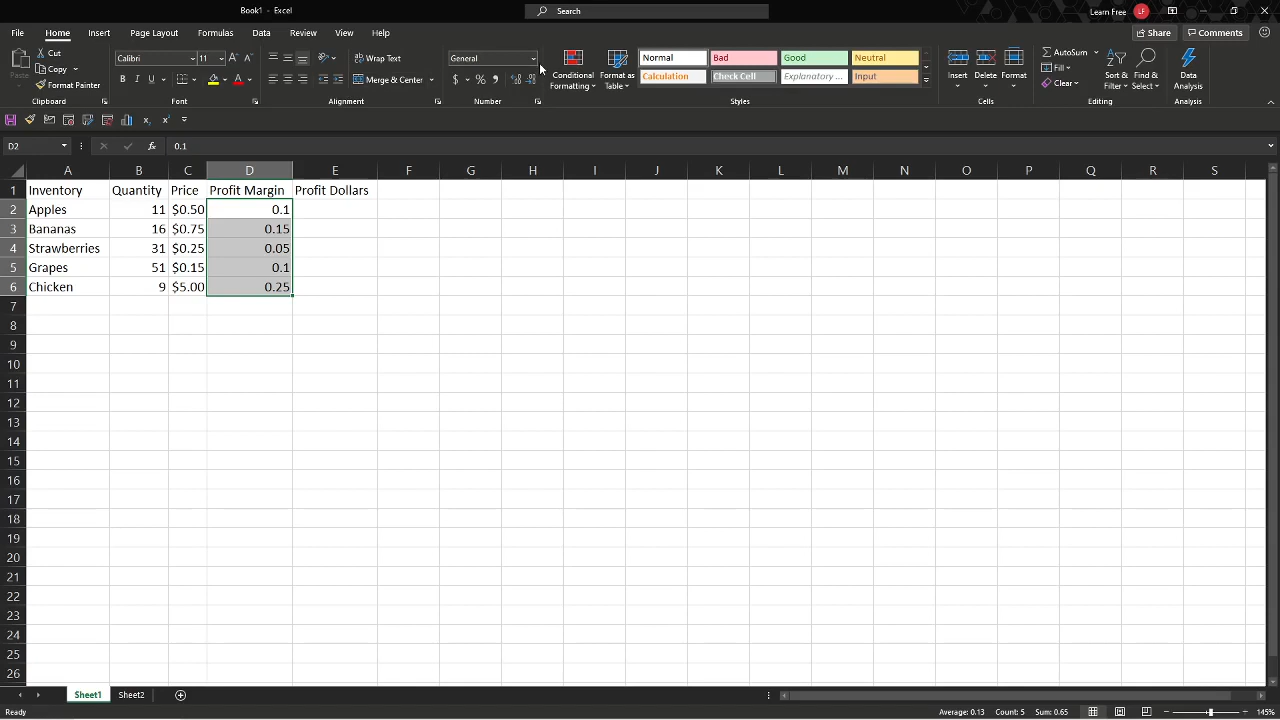 Book1 - Excel
Search
Learn Free LF
File Home Insert Page Layout Formulas Data Review View Help
Share Comments
Paste
Cut
Copy
Format Painter
Clipboard
Calibri 11
B I U
Font
Wrap Text
Merge & Center
Alignment
General
$ % ,
Number
Conditional Formatting
Format as Table
Normal Bad Good Neutral
Calculation Check Cell Explanatory ... Input
Styles
Insert Delete Format
Cells
AutoSum
Fill
Clear
Sort & Filter
Find & Select
Editing
Data Analysis
Analysis
D2 fx 0.1
A B C D E F G H I J K L M N O P Q R S
1 Inventory Quantity Price Profit Margin Profit Dollars
2 Apples 11 $0.50 0.1
3 Bananas 16 $0.75 0.15
4 Strawberries 31 $0.25 0.05
5 Grapes 51 $0.15 0.1
6 Chicken 9 $5.00 0.25
7
8
9
10
11
12
13
14
15
16
17
18
19
20
21
22
23
24
25
26
Sheet1 Sheet2
Ready Average: 0.13 Count: 5 Sum: 0.65 145%